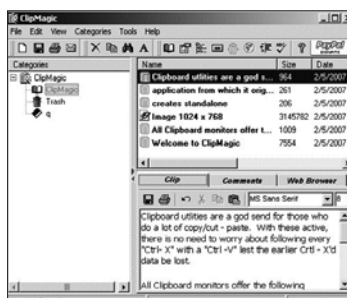 ClipMagic
File Edit View Categories Tools Help
PayPal
Categories
ClipMagic
ClipMagic
Trash
q
Name Size Date
Clipboard utlities are a god s... 964 2/5/2007
application from which it orig... 261 2/5/2007
creates standalone 206 2/5/2007
Image 1024 x 768 3145782 2/5/2007
All Clipboard monitors offer t... 1009 2/5/2007
Welcome to ClipMagic 7554 2/5/2007
Clip Comments Web Browser
MS Sans Serif 8
Clipboard utlities are a god send for those who
do a lot of copy/cut - paste. With these active,
there is no need to worry about following every
"Ctrl- X" with a "Ctrl -V" lest the earlier Crtl - X'd
data be lost.
All Clipboard monitors offer the following